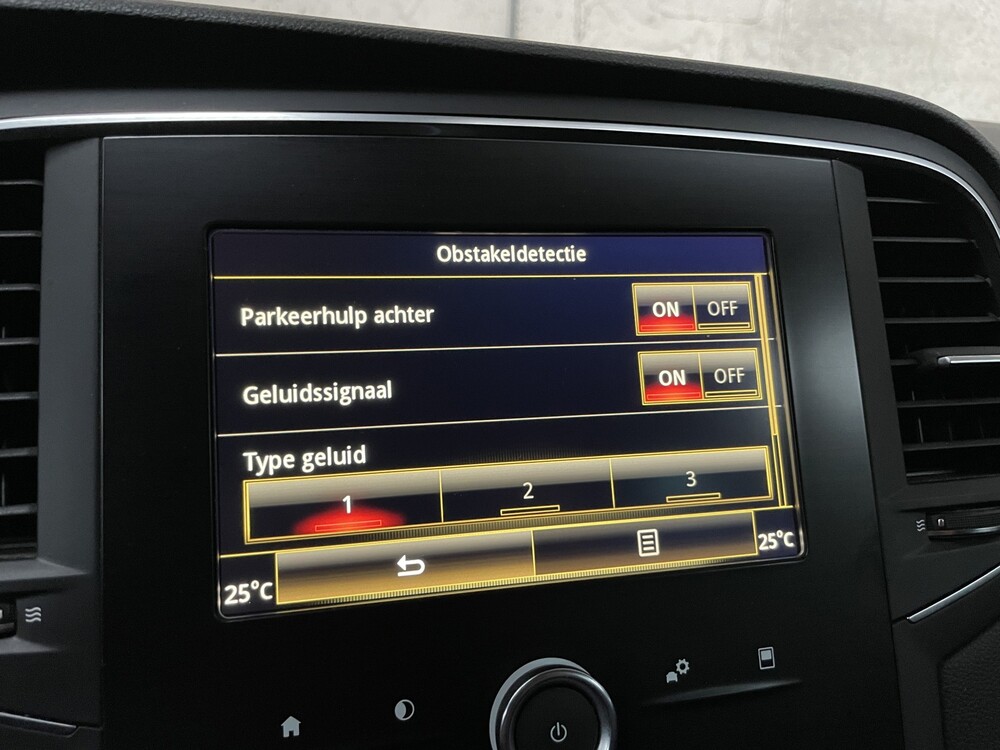 Obstakeldetectie
Parkeerhulp achter ON OFF
Geluidssignaal ON OFF
Type geluid
1 2 3
25°C 25°C